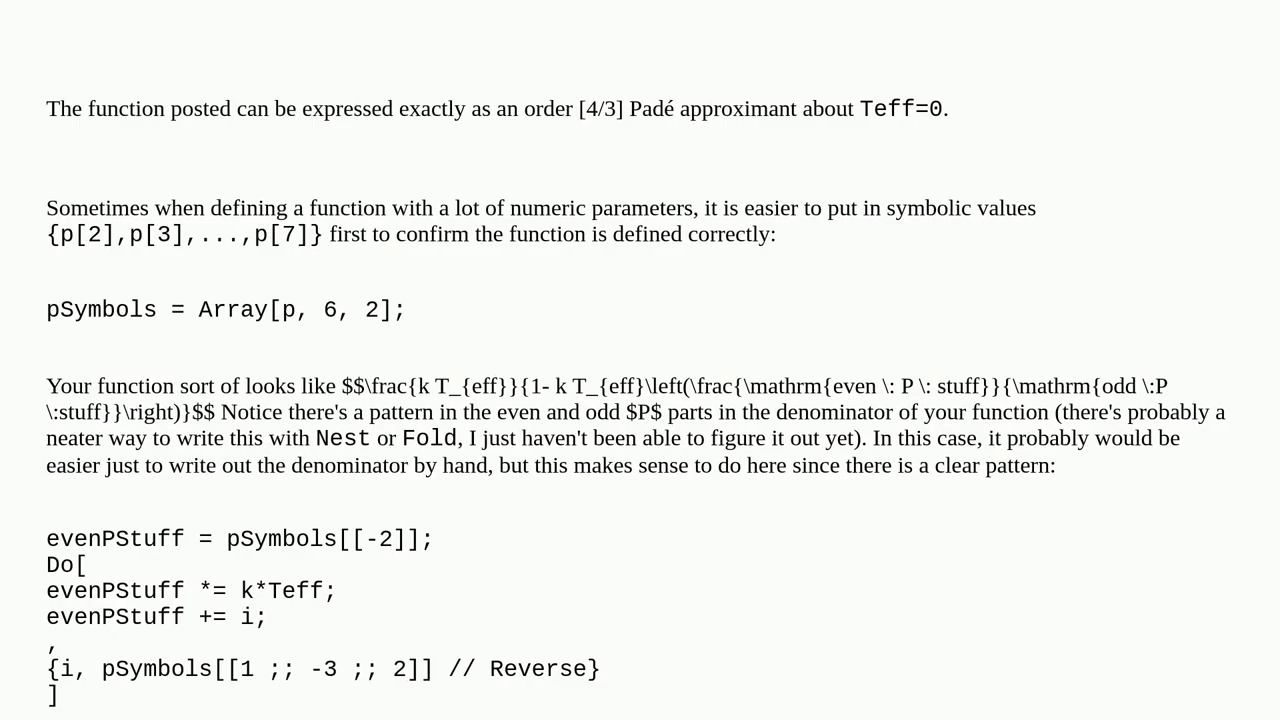 The function posted can be expressed exactly as an order [4/3] Padé approximant about Teff=0.
Sometimes when defining a function with a lot of numeric parameters, it is easier to put in symbolic values
{p[2],p[3],...,p[7]} first to confirm the function is defined correctly:
pSymbols = Array[p, 6, 2];
Your function sort of looks like $$\frac{k T_{eff}}{1- k T_{eff}\left(\frac{\mathrm{even \: P \: stuff}}{\mathrm{odd \:P
\:stuff}}\right)}$$ Notice there's a pattern in the even and odd $P$ parts in the denominator of your function (there's probably a
neater way to write this with Nest or Fold, I just haven't been able to figure it out yet). In this case, it probably would be
easier just to write out the denominator by hand, but this makes sense to do here since there is a clear pattern:
evenPStuff = pSymbols[[-2]];
Do[
evenPStuff *= k*Teff;
evenPStuff += i;
,
{i, pSymbols[[1 ;; -3 ;; 2]] // Reverse}
]